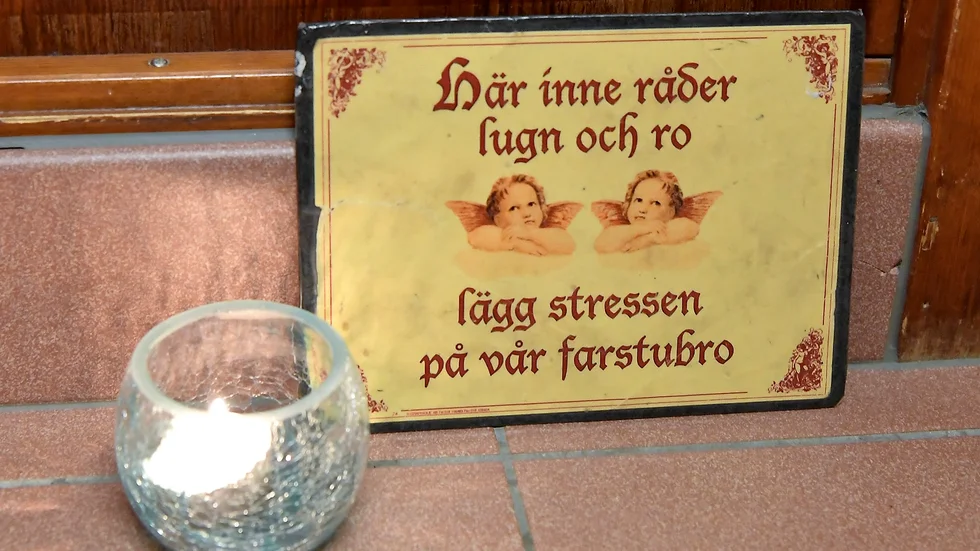 Här inne råder
lugn och ro
lägg stressen
på vår farstubro